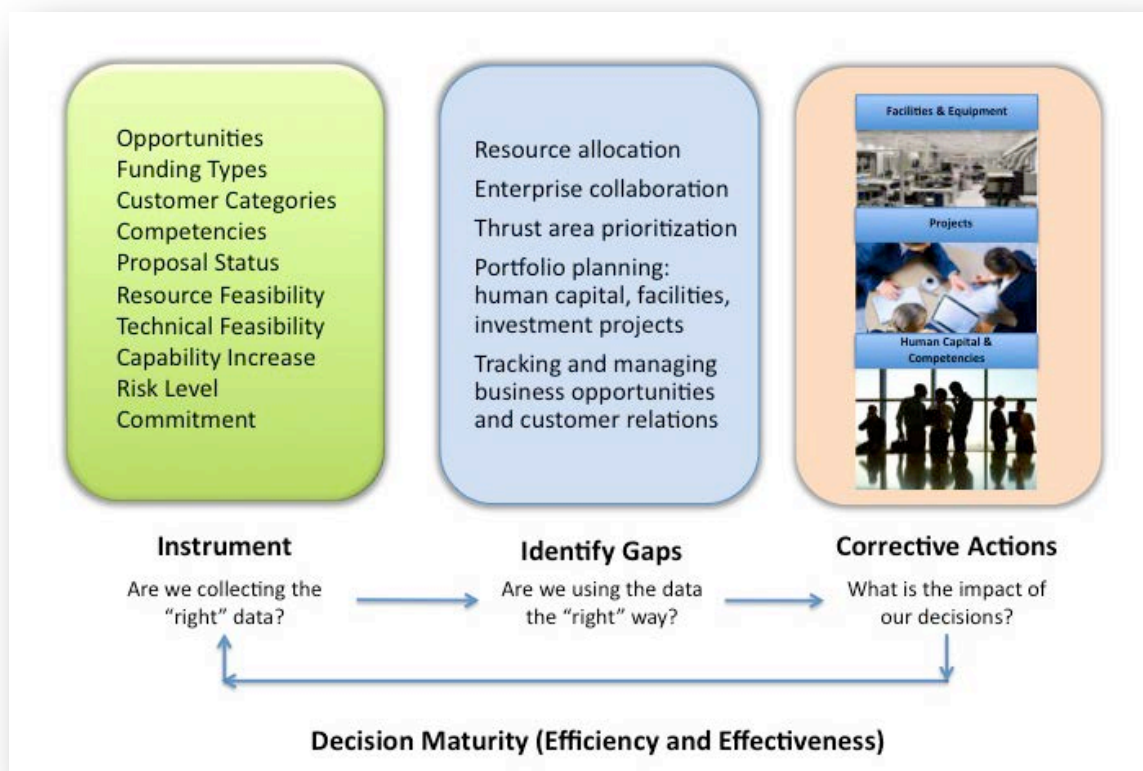 Opportunities
Funding Types
Customer Categories
Competencies
Proposal Status
Resource Feasibility
Technical Feasibility
Capability Increase
Risk Level
Commitment
Resource allocation
Enterprise collaboration
Thrust area prioritization
Portfolio planning:
human capital, facilities,
investment projects
Tracking and managing
business opportunities
and customer relations
Facilities & Equipment
Projects
Human Capital &
Competencies
Instrument
Are we collecting the
“right” data?
Identify Gaps
Are we using the data
the “right” way?
Corrective Actions
What is the impact of
our decisions?
Decision Maturity (Efficiency and Effectiveness)